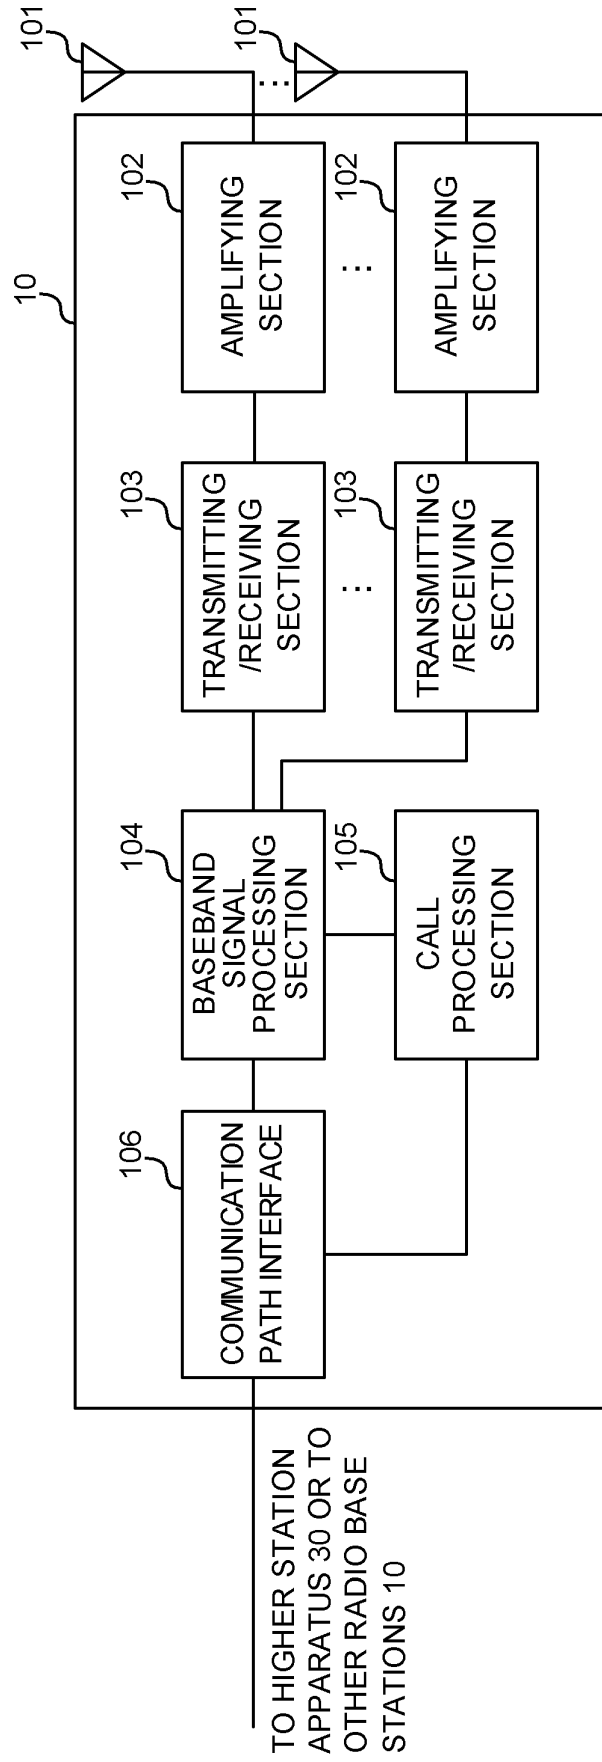 10
101
101
102
AMPLIFYING
SECTION
...
102
AMPLIFYING
SECTION
103
TRANSMITTING
/RECEIVING
SECTION
...
103
TRANSMITTING
/RECEIVING
SECTION
...
104
BASEBAND
SIGNAL
PROCESSING
SECTION
105
CALL
PROCESSING
SECTION
106
COMMUNICATION
PATH INTERFACE
TO HIGHER STATION
APPARATUS 30 OR TO
OTHER RADIO BASE
STATIONS 10